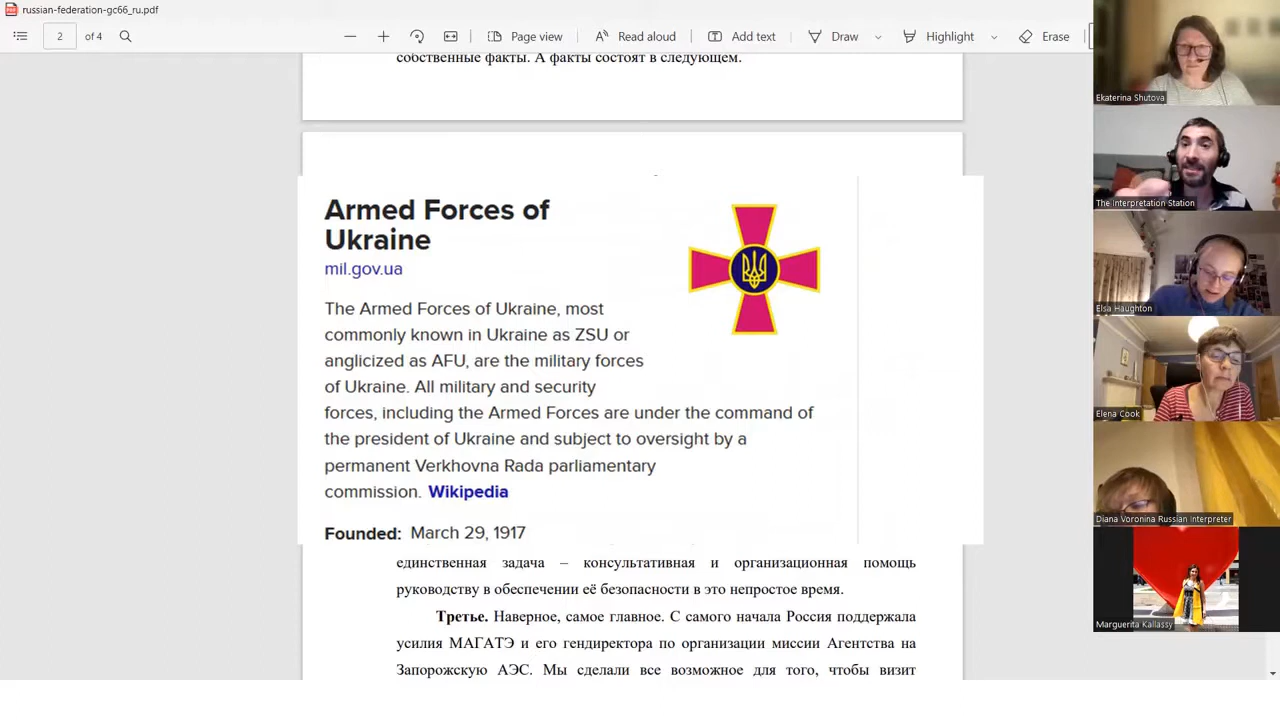 russian-federation-gc66_ru.pdf
2
of 4
Page view
Read aloud
Add text
Draw
Highlight
Erase
собственные факты. А факты состоят в следующем.
Armed Forces of
Ukraine
mil.gov.ua
The Armed Forces of Ukraine, most
commonly known in Ukraine as ZSU or
anglicized as AFU, are the military forces
of Ukraine. All military and security
forces, including the Armed Forces are under the command of
the president of Ukraine and subject to oversight by a
permanent Verkhovna Rada parliamentary
commission. Wikipedia
Founded: March 29, 1917
единственная задача – консультативная и организационная помощь
руководству в обеспечении её безопасности в это непростое время.
Третье. Наверное, самое главное. С самого начала Россия поддержала
усилия МАГАТЭ и его гендиректора по организации миссии Агентства на
Запорожскую АЭС. Мы сделали все возможное для того, чтобы визит
Ekaterina Shutova
The Interpretation Station
Elsa Haughton
Elena Cook
Diana Voronina Russian interpreter
Marguerita Kallassy